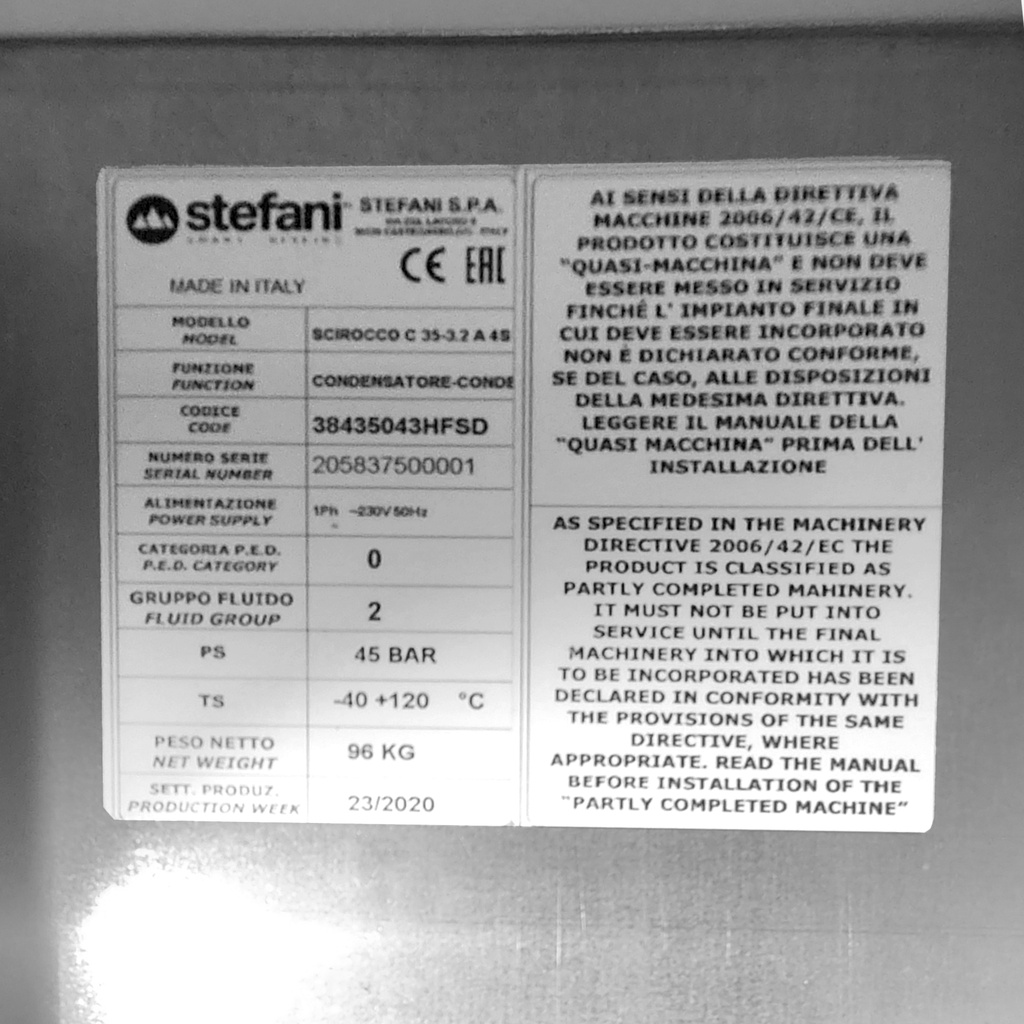 stefani
STEFANI S.P.A.
CE EAC
MADE IN ITALY
MODELLO
MODEL
SCIROCCO C 35-3.2 A 4S
FUNZIONE
FUNCTION
CONDENSATORE-CONDE
CODICE
CODE
38435043HFSD
NUMERO SERIE
SERIAL NUMBER
205837500001
ALIMENTAZIONE
POWER SUPPLY
1Ph ~230V 50Hz
CATEGORIA P.E.D.
P.E.D. CATEGORY
0
GRUPPO FLUIDO
FLUID GROUP
2
PS
45 BAR
TS
-40 +120 °C
PESO NETTO
NET WEIGHT
96 KG
SETT. PRODUZ.
PRODUCTION WEEK
23/2020
AI SENSI DELLA DIRETTIVA
MACCHINE 2006/42/CE, IL
PRODOTTO COSTITUISCE UNA
"QUASI-MACCHINA" E NON DEVE
ESSERE MESSO IN SERVIZIO
FINCHÉ L' IMPIANTO FINALE IN
CUI DEVE ESSERE INCORPORATO
NON È DICHIARATO CONFORME,
SE DEL CASO, ALLE DISPOSIZIONI
DELLA MEDESIMA DIRETTIVA.
LEGGERE IL MANUALE DELLA
"QUASI MACCHINA" PRIMA DELL'
INSTALLAZIONE
AS SPECIFIED IN THE MACHINERY
DIRECTIVE 2006/42/EC THE
PRODUCT IS CLASSIFIED AS
PARTLY COMPLETED MAHINERY.
IT MUST NOT BE PUT INTO
SERVICE UNTIL THE FINAL
MACHINERY INTO WHICH IT IS
TO BE INCORPORATED HAS BEEN
DECLARED IN CONFORMITY WITH
THE PROVISIONS OF THE SAME
DIRECTIVE, WHERE
APPROPRIATE. READ THE MANUAL
BEFORE INSTALLATION OF THE
"PARTLY COMPLETED MACHINE"